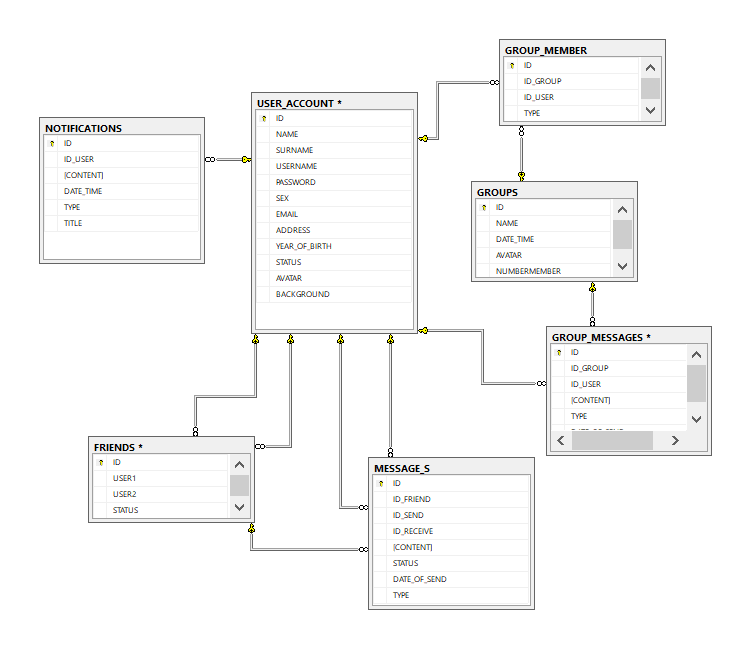 GROUP_MEMBER
ID
ID_GROUP
ID_USER
TYPE
USER_ACCOUNT *
ID
NAME
SURNAME
USERNAME
PASSWORD
SEX
EMAIL
ADDRESS
YEAR_OF_BIRTH
STATUS
AVATAR
BACKGROUND
NOTIFICATIONS
ID
ID_USER
[CONTENT]
DATE_TIME
TYPE
TITLE
GROUPS
ID
NAME
DATE_TIME
AVATAR
NUMBERMEMBER
GROUP_MESSAGES *
ID
ID_GROUP
ID_USER
[CONTENT]
TYPE
FRIENDS *
ID
USER1
USER2
STATUS
MESSAGE_S
ID
ID_FRIEND
ID_SEND
ID_RECEIVE
[CONTENT]
STATUS
DATE_OF_SEND
TYPE